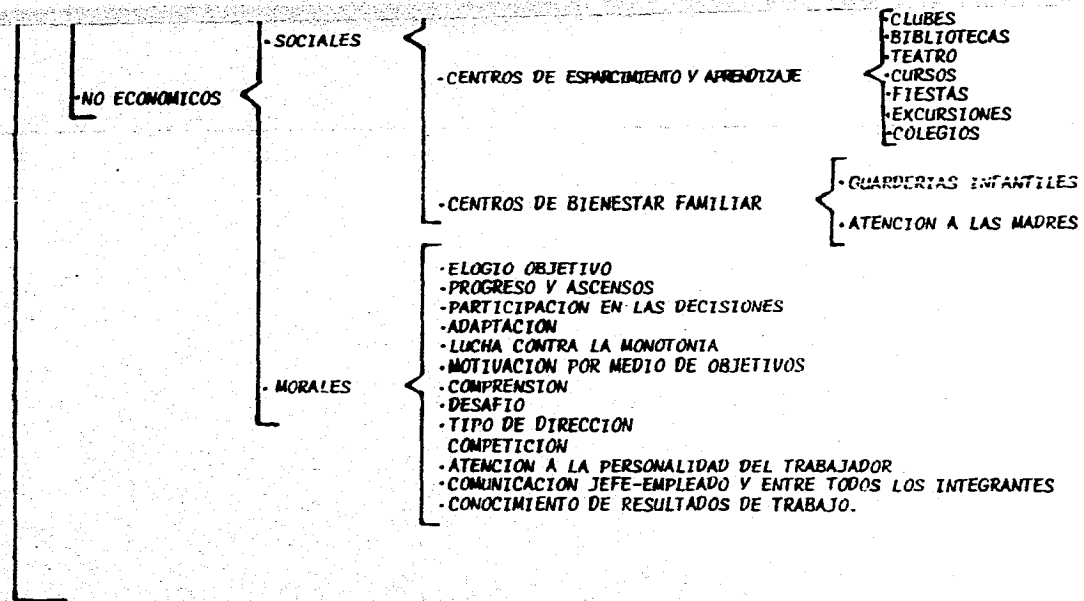 ·SOCIALES
·CENTROS DE ESPARCIMIENTO Y APRENDIZAJE
·CLUBES
·BIBLIOTECAS
·TEATRO
·CURSOS
·FIESTAS
·EXCURSIONES
·COLEGIOS
·NO ECONOMICOS
·CENTROS DE BIENESTAR FAMILIAR
·GUARDERIAS INFANTILES
·ATENCION A LAS MADRES
·MORALES
·ELOGIO OBJETIVO
·PROGRESO Y ASCENSOS
·PARTICIPACION EN LAS DECISIONES
·ADAPTACION
·LUCHA CONTRA LA MONOTONIA
·MOTIVACION POR MEDIO DE OBJETIVOS
·COMPRENSION
·DESAFIO
·TIPO DE DIRECCION
COMPETICION
·ATENCION A LA PERSONALIDAD DEL TRABAJADOR
·COMUNICACION JEFE-EMPLEADO Y ENTRE TODOS LOS INTEGRANTES
·CONOCIMIENTO DE RESULTADOS DE TRABAJO.